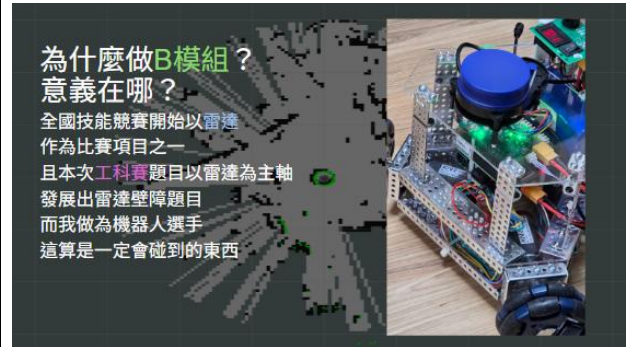 為什麼做B模組？
意義在哪？
全國技能競賽開始以雷達
作為比賽項目之一
且本次工科賽題目以雷達為主軸
發展出雷達壁障題目
而我做為機器人選手
這算是一定會碰到的東西